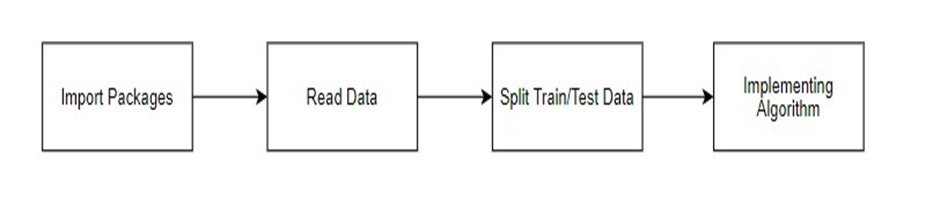 Import Packages
Read Data
Split Train/Test Data
Implementing
Algorithm